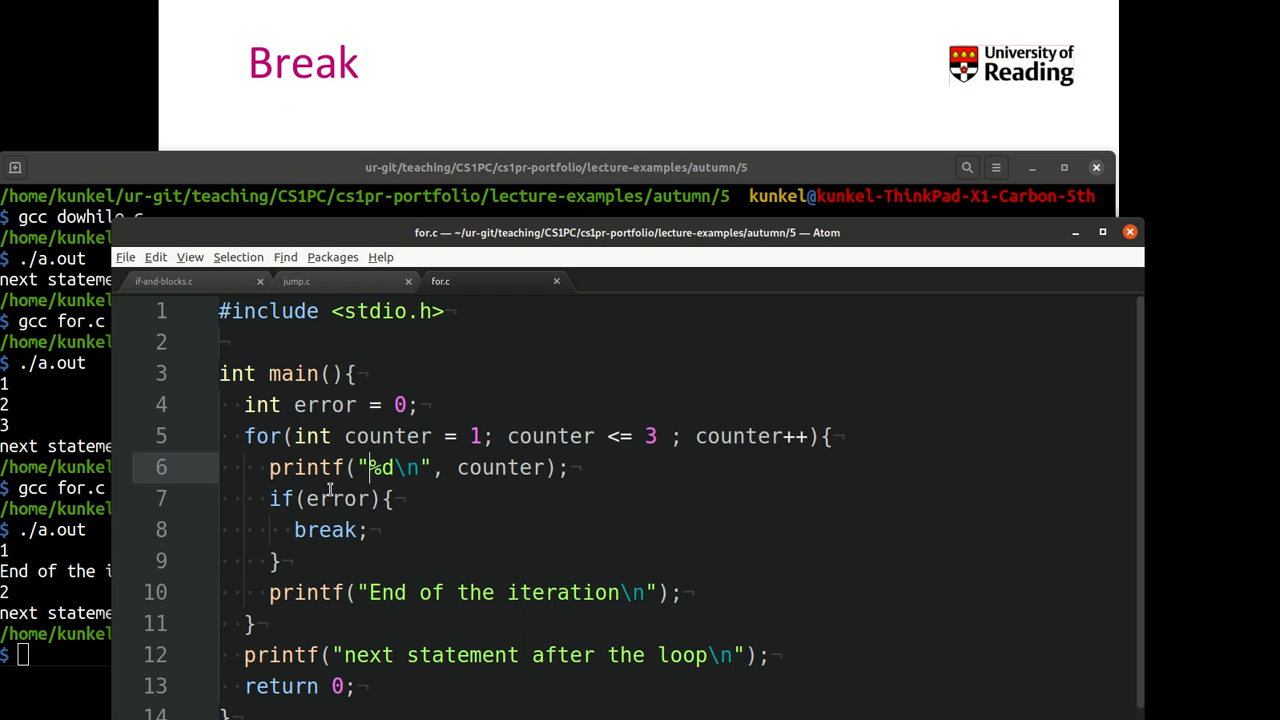 Break
University of
Reading
ur-git/teaching/CS1PC/cs1pr-portfolio/lecture-examples/autumn/5
/home/kunkel/ur-git/teaching/CS1PC/cs1pr-portfolio/lecture-examples/autumn/5 kunkel@kunkel-ThinkPad-X1-Carbon-5th
$ gcc dowhile.c
/home/kunkel
$ ./a.out
next stateme
/home/kunkel
$ gcc for.c
/home/kunkel
$ ./a.out
1
2
3
next stateme
/home/kunkel
$ gcc for.c
/home/kunkel
$ ./a.out
1
End of the i
2
next stateme
/home/kunkel
$
for.c — ~/ur-git/teaching/CS1PC/cs1pr-portfolio/lecture-examples/autumn/5 — Atom
File Edit View Selection Find Packages Help
if-and-blocks.c jump.c for.c
1 #include <stdio.h>
2
3 int main(){
4 int error = 0;
5 for(int counter = 1; counter <= 3 ; counter++){
6 printf("%d\n", counter);
7 if(error){
8 break;
9 }
10 printf("End of the iteration\n");
11 }
12 printf("next statement after the loop\n");
13 return 0;
14 }